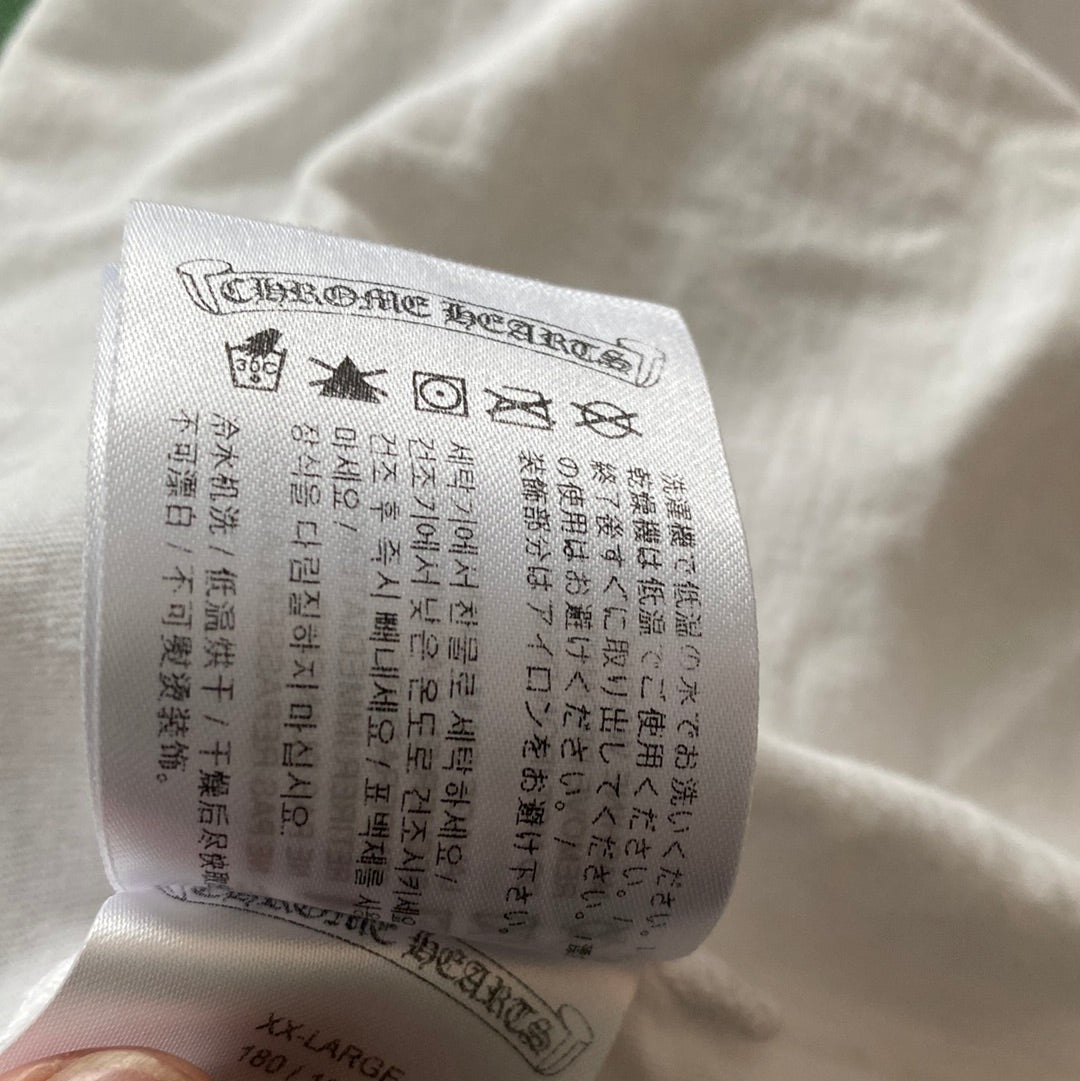 CHROME HEARTS
30C
洗濯機で低温の水でお洗いください。/
乾燥機は低温でご使用ください。/
終了後すぐに取り出してください。/
の使用はお避けください。/
装飾部分はアイロンをお避け下さい。
세탁기에서 찬물로 세탁하세요 /
건조기에서 낮은 온도로 건조시키세요
건조 후 즉시 빼내세요 / 표백제를 사용
마세요 /
장식을 다림질하지 마십시요.
冷水机洗 / 低温烘干 / 干燥后尽快
不可漂白 / 不可熨烫装饰。
CHROME HEARTS
XX-LARGE
180 /